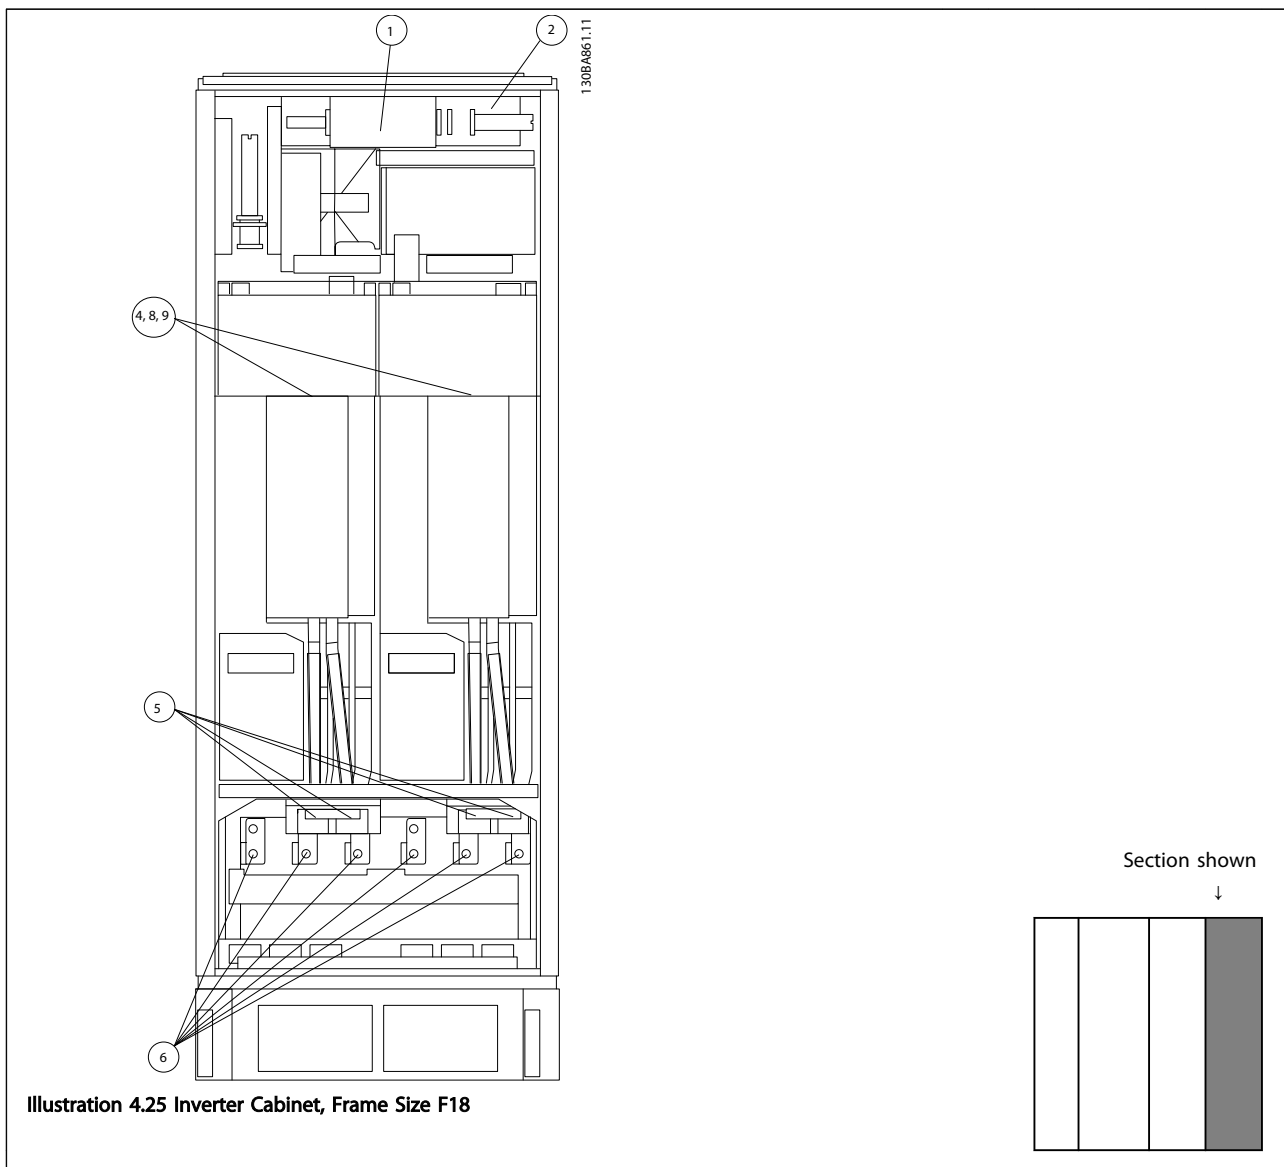 1
2
130BA861.11
4, 8, 9
5
6
Section shown
↓
Illustration 4.25 Inverter Cabinet, Frame Size F18